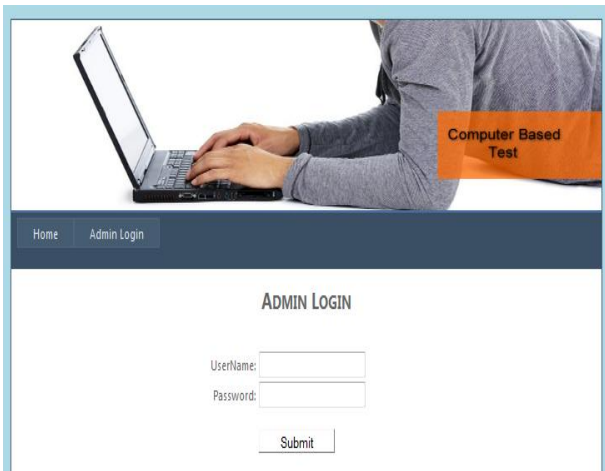 Computer Based
Test
Home Admin Login
ADMIN LOGIN
UserName:
Password:
Submit